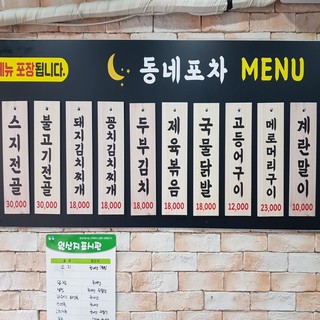 메뉴 포장됩니다.
동네포차 MENU
스지전골
30,000
불고기전골
30,000
돼지김치찌개
18,000
꽁치김치찌개
18,000
두부김치
18,000
제육볶음
18,000
국물닭발
18,000
고등어구이
12,000
메로머리구이
23,000
계란말이
10,000
원산지표시판